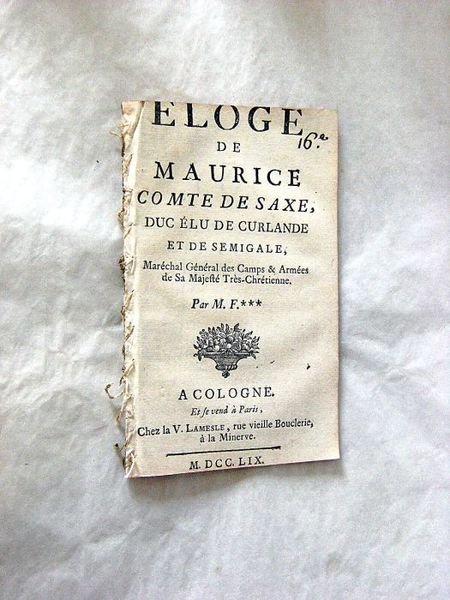 ÉLOGE
16.e
DE
MAURICE
COMTE DE SAXE,
DUC ÉLU DE CURLANDE
ET DE SEMIGALE,
Maréchal Général des Camps & Armées
de Sa Majesté Très-Chrétienne.
Par M. F.***
A COLOGNE.
Et se vend à Paris,
Chez la V. LAMESLE, rue vieille Bouclerie,
à la Minerve.
M. DCC. LIX.